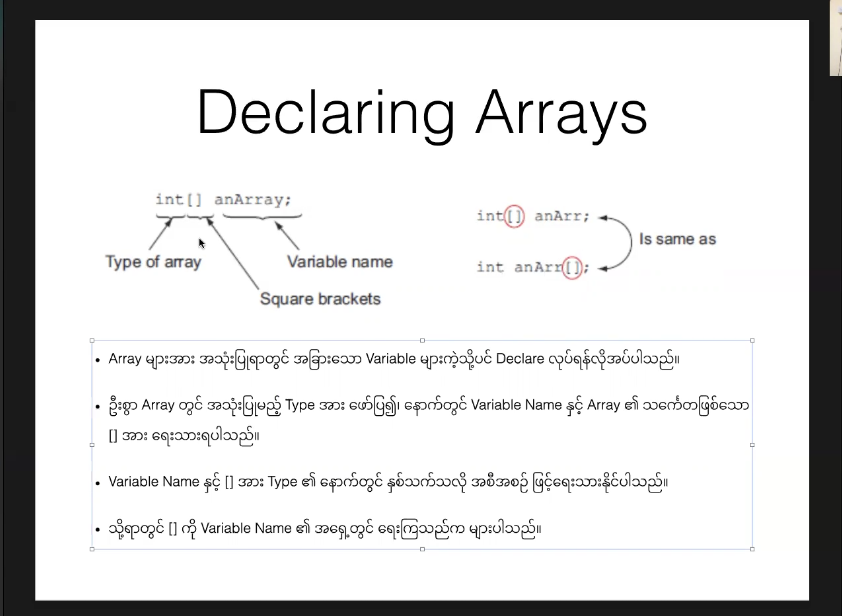 Declaring Arrays
int[] anArray;
Type of array
Variable name
Square brackets
int[] anArr;
Is same as
int anArr[];
• Array များအား အသုံးပြုရာတွင် အခြားသော Variable များကဲ့သို့ပင် Declare လုပ်ရန်လိုအပ်ပါသည်။
• ဦးစွာ Array တွင် အသုံးပြုမည့် Type အား ဖော်ပြ၍၊ နောက်တွင် Variable Name နှင့် Array ၏ သင်္ကေတဖြစ်သော
[] အား ရေးသားရပါသည်။
• Variable Name နှင့် [] အား Type ၏ နောက်တွင် နှစ်သက်သလို အစီအစဉ် ဖြင့်ရေးသားနိုင်ပါသည်။
• သို့ရာတွင် [] ကို Variable Name ၏ အရှေ့တွင် ရေးကြသည်က များပါသည်။